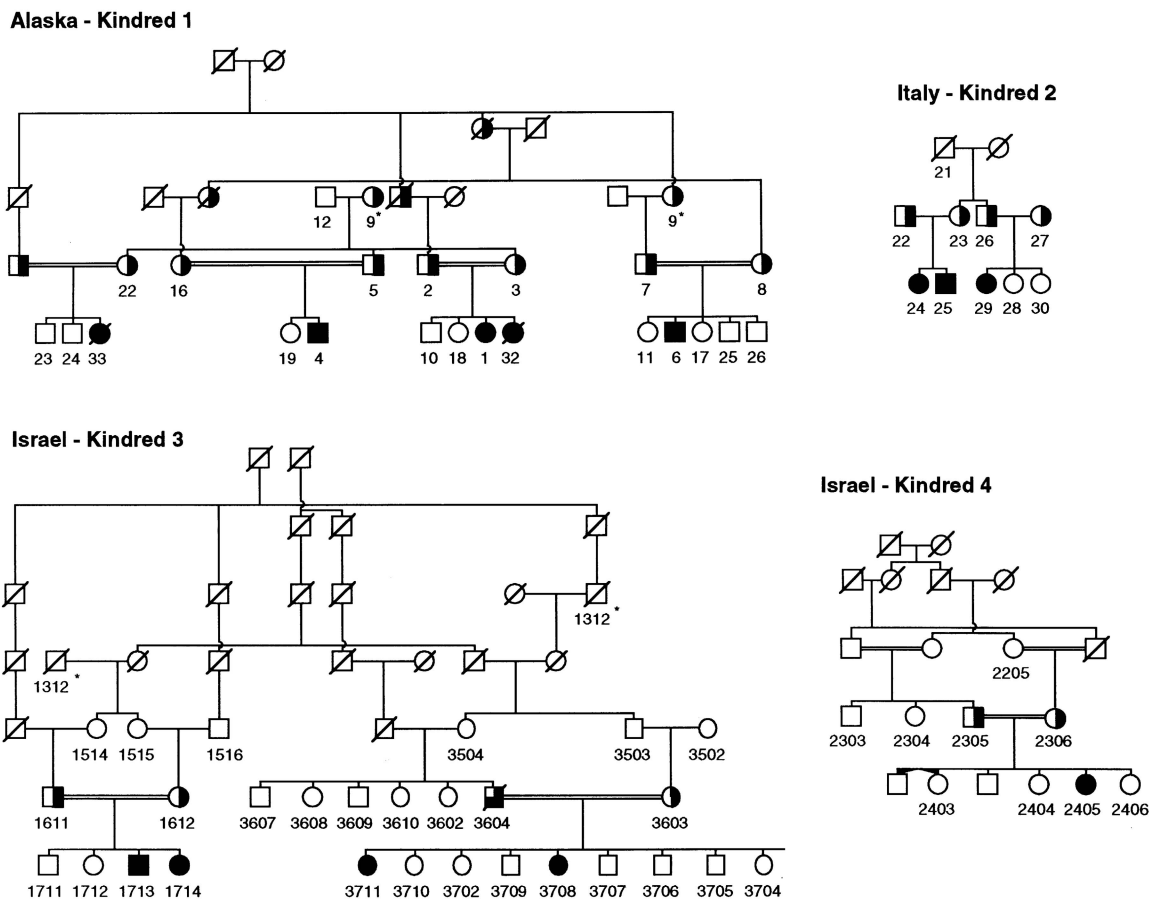 Alaska - Kindred 1
12 9* 9*
22 16 5 2 3 7 8
23 24 33 19 4 10 18 1 32 11 6 17 25 26
Italy - Kindred 2
21
22 23 26 27
24 25 29 28 30
Israel - Kindred 3
1312 *
1312 *
1514 1515 1516 3504 3503 3502
1611 1612 3607 3608 3609 3610 3602 3604 3603
1711 1712 1713 1714 3711 3710 3702 3709 3708 3707 3706 3705 3704
Israel - Kindred 4
2205
2303 2304 2305 2306
2403 2404 2405 2406